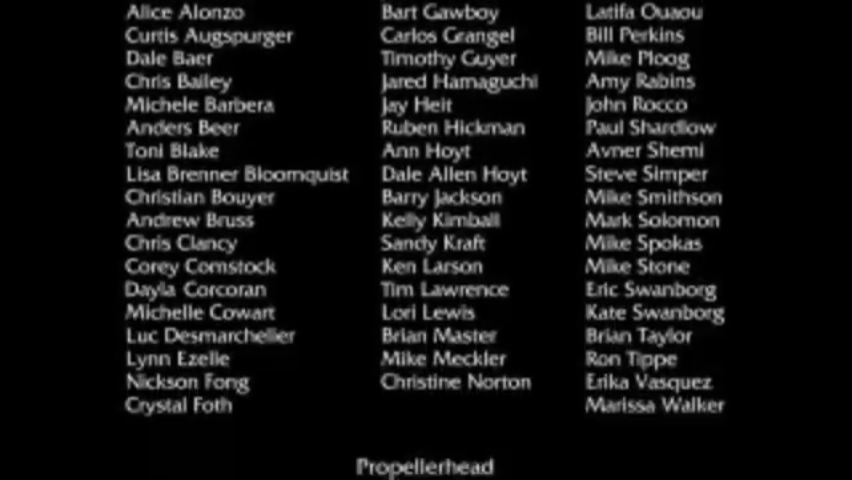 Alice Alonzo
Curtis Augspurger
Dale Baer
Chris Bailey
Michele Barbera
Anders Beer
Toni Blake
Lisa Brenner Bloomquist
Christian Bouyer
Andrew Bruss
Chris Clancy
Corey Comstock
Dayla Corcoran
Michelle Cowart
Luc Desmarchelier
Lynn Ezelle
Nickson Fong
Crystal Foth
Bart Gawboy
Carlos Grangel
Timothy Guyer
Jared Hamaguchi
Jay Heit
Ruben Hickman
Ann Hoyt
Dale Allen Hoyt
Barry Jackson
Kelly Kimball
Sandy Kraft
Ken Larson
Tim Lawrence
Lori Lewis
Brian Master
Mike Meckler
Christine Norton
Latifa Ouaou
Bill Perkins
Mike Ploog
Amy Rabins
John Rocco
Paul Shardlow
Avner Shemi
Steve Simper
Mike Smithson
Mark Solomon
Mike Spokas
Mike Stone
Eric Swanborg
Kate Swanborg
Brian Taylor
Ron Tippe
Erika Vasquez
Marissa Walker
Propellerhead